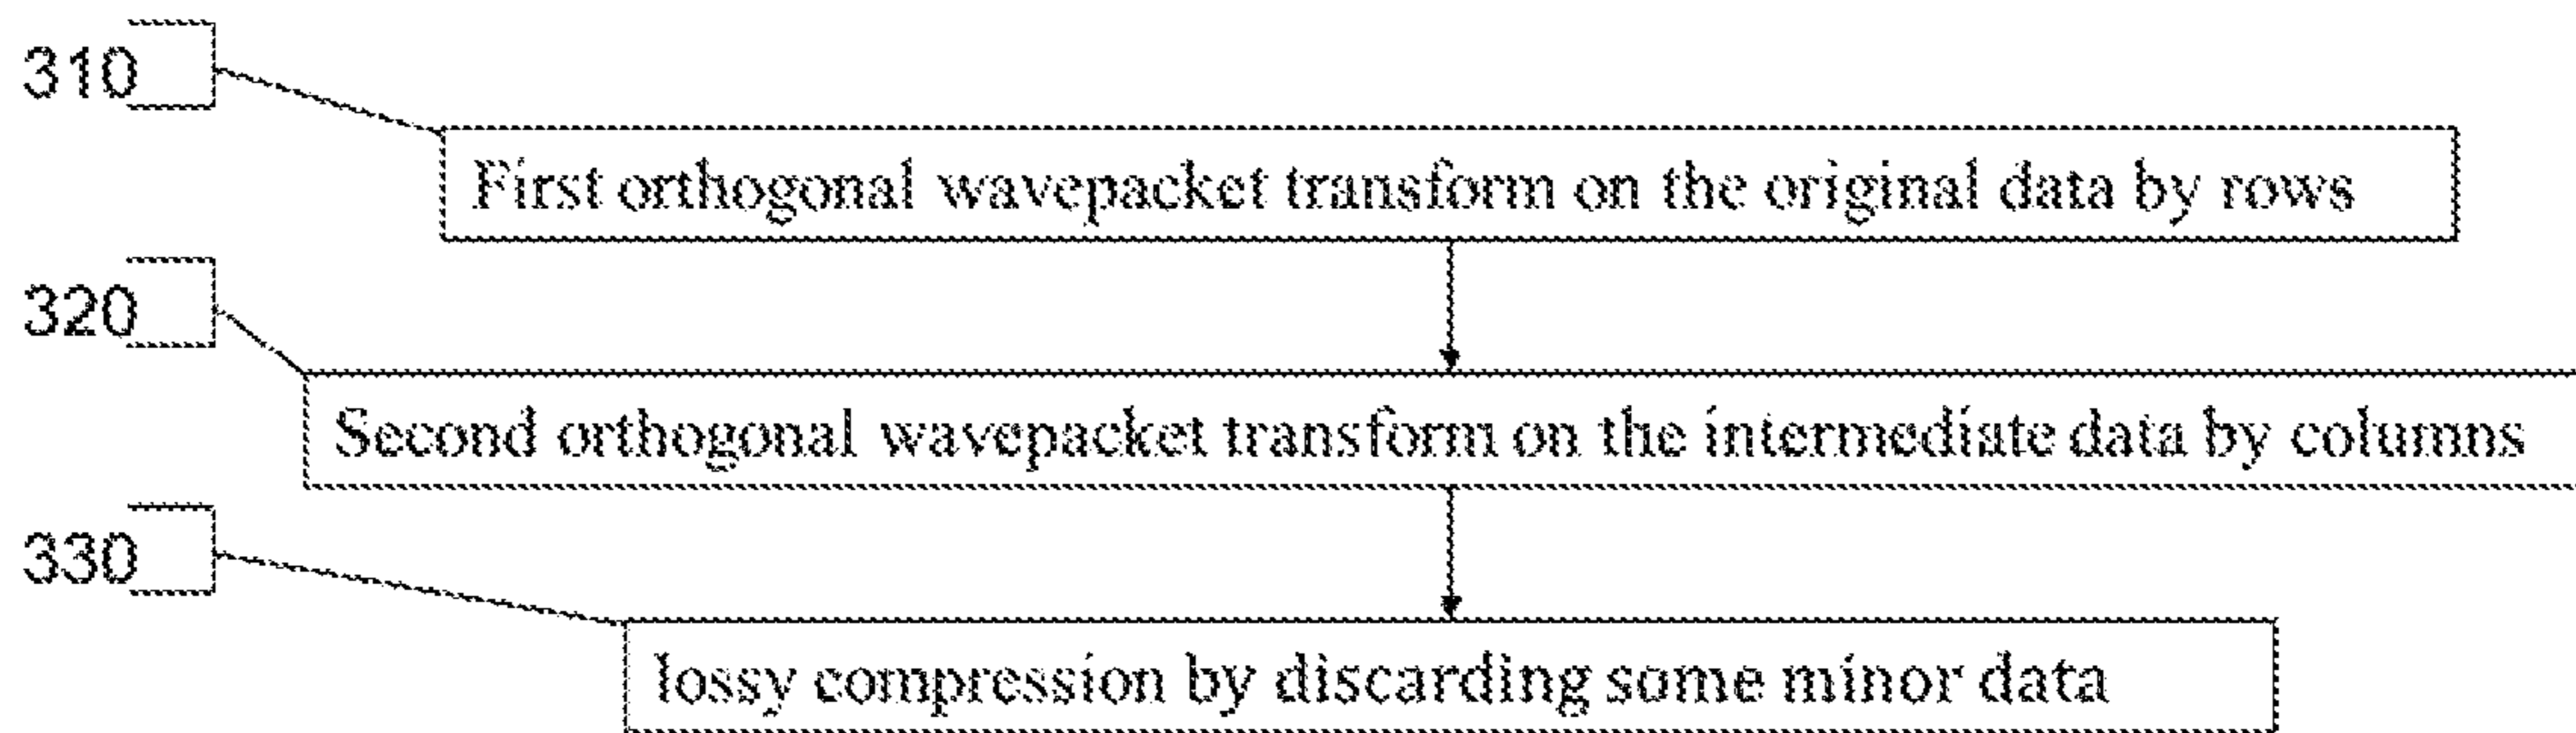 310
First orthogonal wavepacket transform on the original data by rows
320
Second orthogonal wavepacket transform on the intermediate data by columns
330
lossy compression by discarding some minor data